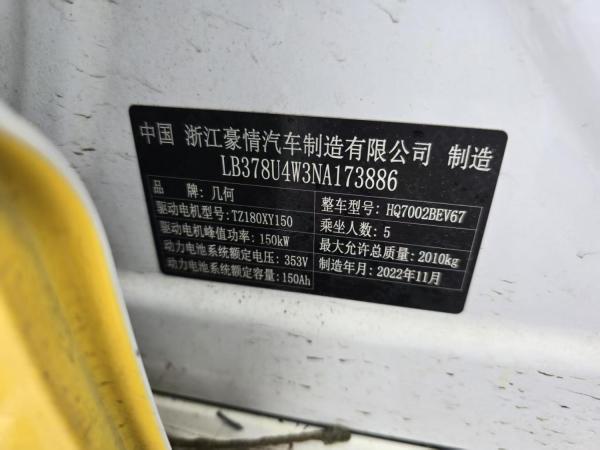 中国 浙江豪情汽车制造有限公司 制造
LB378U4W3NA173886
品 牌: 几何
整车型号: HQ7002BEV67
驱动电机型号: TZ180XY150
乘坐人数: 5
驱动电机峰值功率: 150kW
最大允许总质量: 2010kg
动力电池系统额定电压: 353V
制造年月: 2022年11月
动力电池系统额定容量: 150Ah